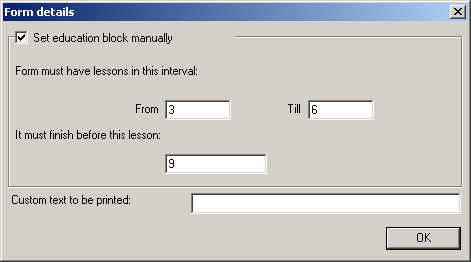 Form details
Set education block manually
Form must have lessons in this interval:
From 3 Till 6
It must finish before this lesson:
9
Custom text to be printed:
OK